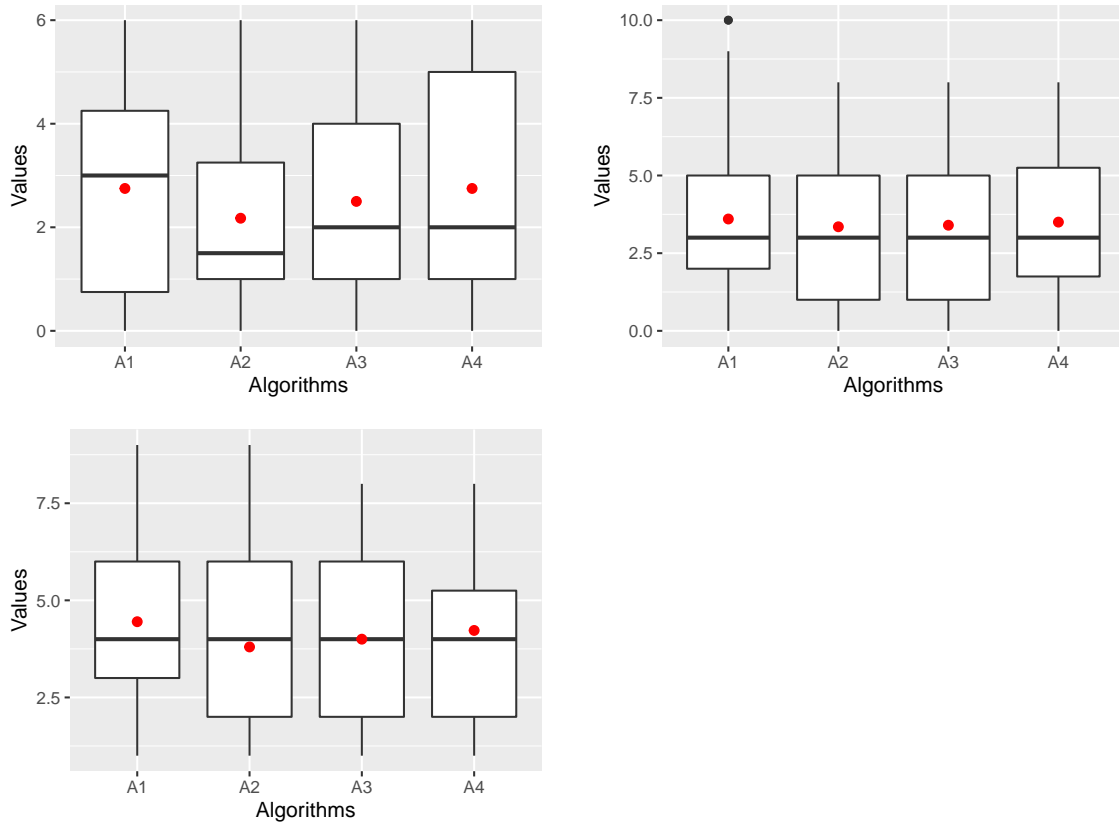 6
4
2
0
Values
A1 A2 A3 A4
Algorithms
10.0
7.5
5.0
2.5
0.0
Values
A1 A2 A3 A4
Algorithms
7.5
5.0
2.5
Values
A1 A2 A3 A4
Algorithms